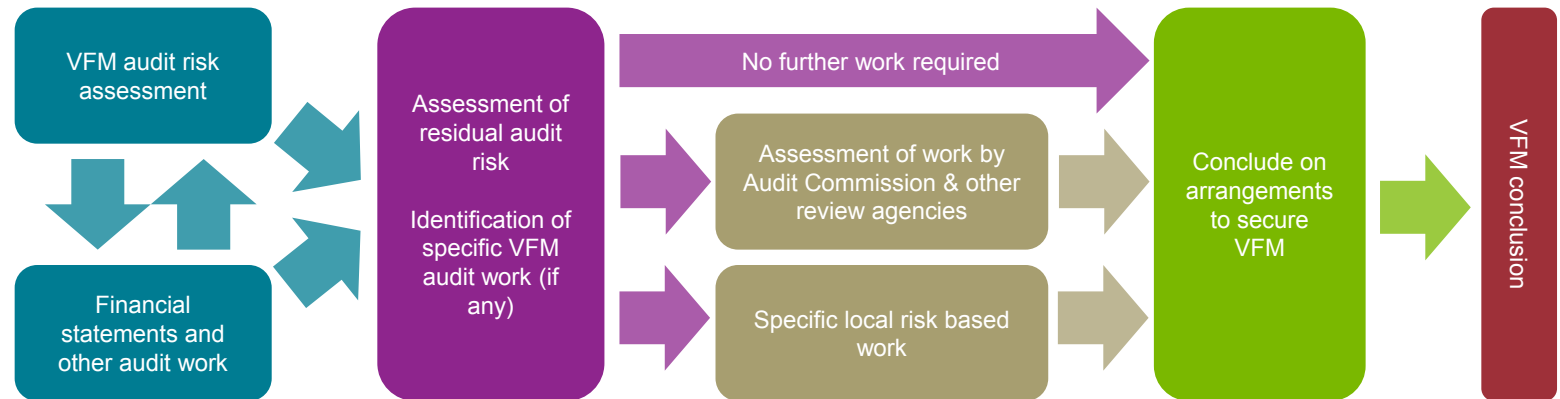 VFM audit risk
assessment
Financial
statements and
other audit work
Assessment of
residual audit
risk
Identification of
specific VFM
audit work (if
any)
No further work required
Assessment of work by
Audit Commission & other
review agencies
Specific local risk based
work
Conclude on
arrangements
to secure
VFM
VFM conclusion